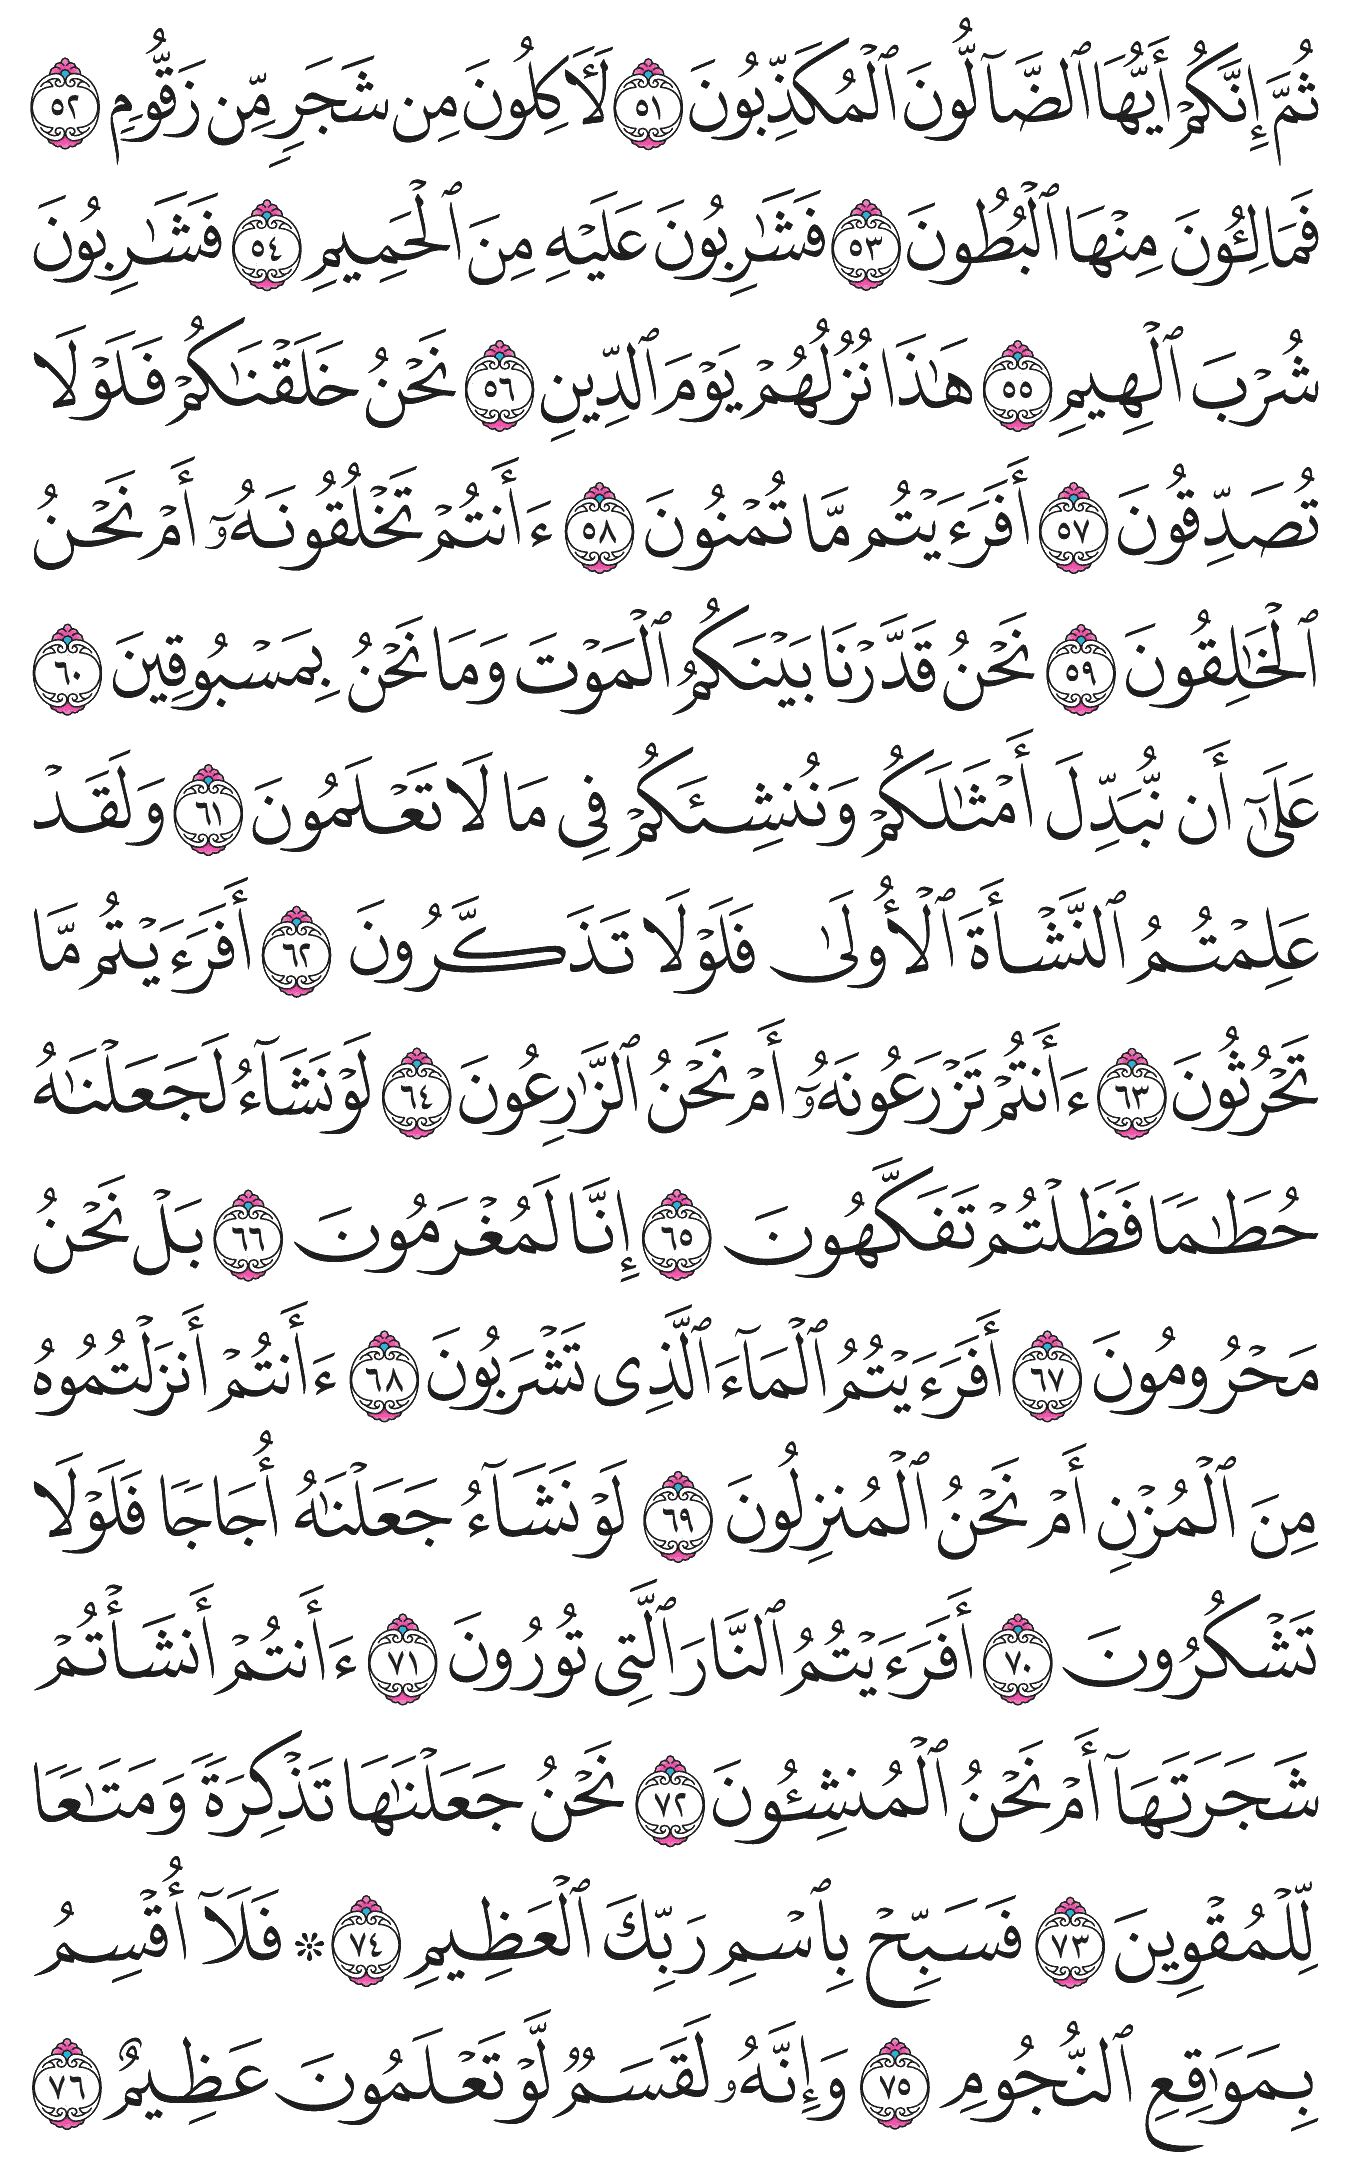 ثُمَّ إِنَّكُمْ أَيُّهَا ٱلضَّآلُّونَ ٱلْمُكَذِّبُونَ ٥١ لَأَكِلُونَ مِن شَجَرٍ مِّن زَقُّومٍ ٥٢
فَمَالِـُٔونَ مِنْهَا ٱلْبُطُونَ ٥٣ فَشَٰرِبُونَ عَلَيْهِ مِنَ ٱلْحَمِيمِ ٥٤ فَشَٰرِبُونَ
شُرْبَ ٱلْهِيمِ ٥٥ هَٰذَا نُزُلُهُمْ يَوْمَ ٱلدِّينِ ٥٦ نَحْنُ خَلَقْنَٰكُمْ فَلَوْلَا
تُصَدِّقُونَ ٥٧ أَفَرَءَيْتُم مَّا تُمْنُونَ ٥٨ ءَأَنتُمْ تَخْلُقُونَهُۥٓ أَمْ نَحْنُ
ٱلْخَٰلِقُونَ ٥٩ نَحْنُ قَدَّرْنَا بَيْنَكُمُ ٱلْمَوْتَ وَمَا نَحْنُ بِمَسْبُوقِينَ ٦٠
عَلَىٰٓ أَن نُّبَدِّلَ أَمْثَٰلَكُمْ وَنُنشِئَكُمْ فِى مَا لَا تَعْلَمُونَ ٦١ وَلَقَدْ
عَلِمْتُمُ ٱلنَّشْأَةَ ٱلْأُولَىٰ فَلَوْلَا تَذَكَّرُونَ ٦٢ أَفَرَءَيْتُم مَّا
تَحْرُثُونَ ٦٣ ءَأَنتُمْ تَزْرَعُونَهُۥٓ أَمْ نَحْنُ ٱلزَّٰرِعُونَ ٦٤ لَوْ نَشَآءُ لَجَعَلْنَٰهُ
حُطَٰمًا فَظَلْتُمْ تَفَكَّهُونَ ٦٥ إِنَّا لَمُغْرَمُونَ ٦٦ بَلْ نَحْنُ
مَحْرُومُونَ ٦٧ أَفَرَءَيْتُمُ ٱلْمَآءَ ٱلَّذِى تَشْرَبُونَ ٦٨ ءَأَنتُمْ أَنزَلْتُمُوهُ
مِنَ ٱلْمُزْنِ أَمْ نَحْنُ ٱلْمُنزِلُونَ ٦٩ لَوْ نَشَآءُ جَعَلْنَٰهُ أُجَاجًا فَلَوْلَا
تَشْكُرُونَ ٧٠ أَفَرَءَيْتُمُ ٱلنَّارَ ٱلَّتِى تُورُونَ ٧١ ءَأَنتُمْ أَنشَأْتُمْ
شَجَرَتَهَآ أَمْ نَحْنُ ٱلْمُنشِـُٔونَ ٧٢ نَحْنُ جَعَلْنَٰهَا تَذْكِرَةً وَمَتَٰعًا
لِّلْمُقْوِينَ ٧٣ فَسَبِّحْ بِٱسْمِ رَبِّكَ ٱلْعَظِيمِ ٧٤ * فَلَآ أُقْسِمُ
بِمَوَٰقِعِ ٱلنُّجُومِ ٧٥ وَإِنَّهُۥ لَقَسَمٌ لَّوْ تَعْلَمُونَ عَظِيمٌ ٧٦